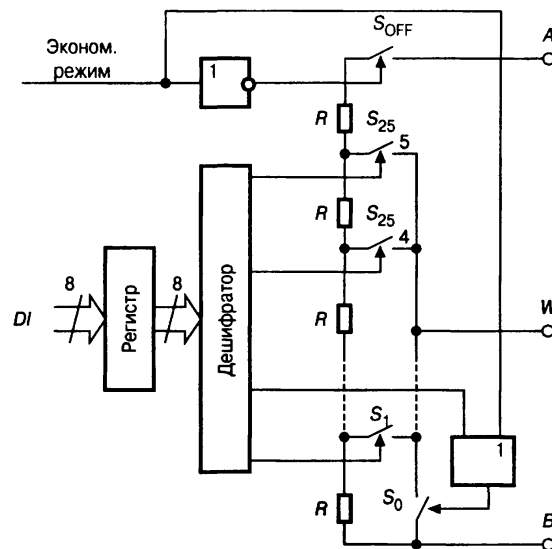 S_OFF
A
Эконом.
режим
1
R
S_25
5
R
S_25
4
8
8
DI
Регистр
Дешифратор
R
W
S_1
1
R
S_0
B